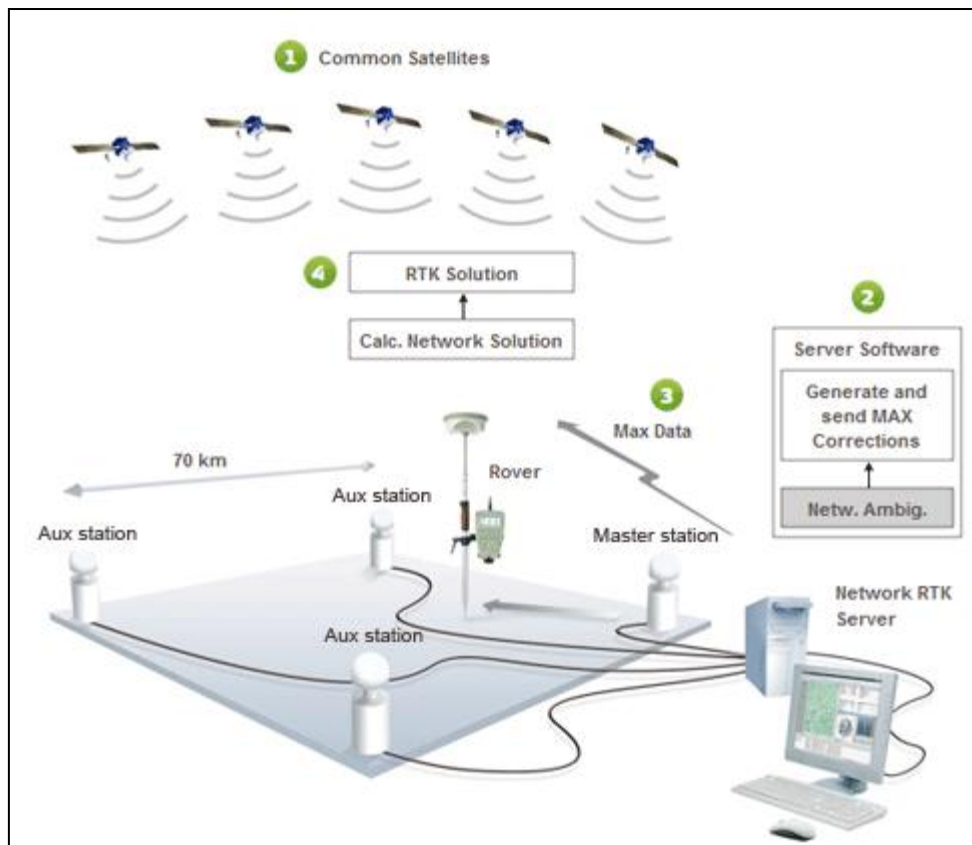 1 Common Satellites
4
RTK Solution
Calc. Network Solution
2
Server Software
Generate and
send MAX
Corrections
Netw. Ambig.
3
Max Data
70 km
Rover
Aux station
Aux station
Master station
Aux station
Network RTK
Server